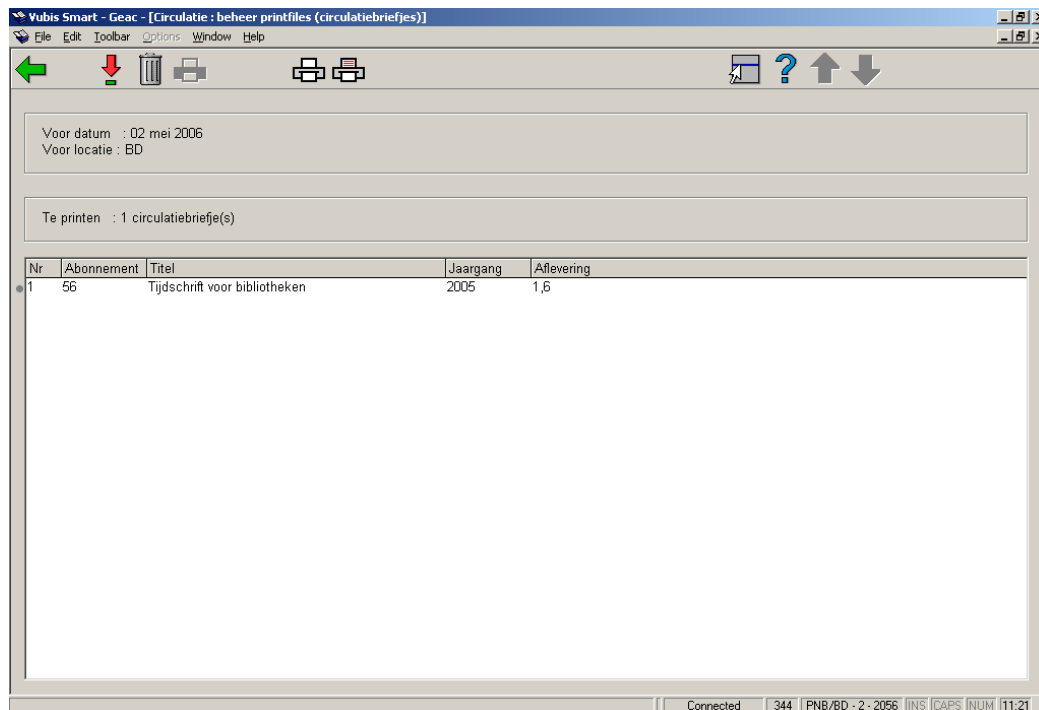 Vubis Smart - Geac - [Circulatie : beheer printfiles (circulatiebriefjes)]
File Edit Toolbar Options Window Help
Voor datum : 02 mei 2006
Voor locatie : BD
Te printen : 1 circulatiebriefje(s)
Nr Abonnement Titel Jaargang Aflevering
1 56 Tijdschrift voor bibliotheken 2005 1,6
Connected 344 PNB/BD - 2 - 2056 INS CAPS NUM 11:21